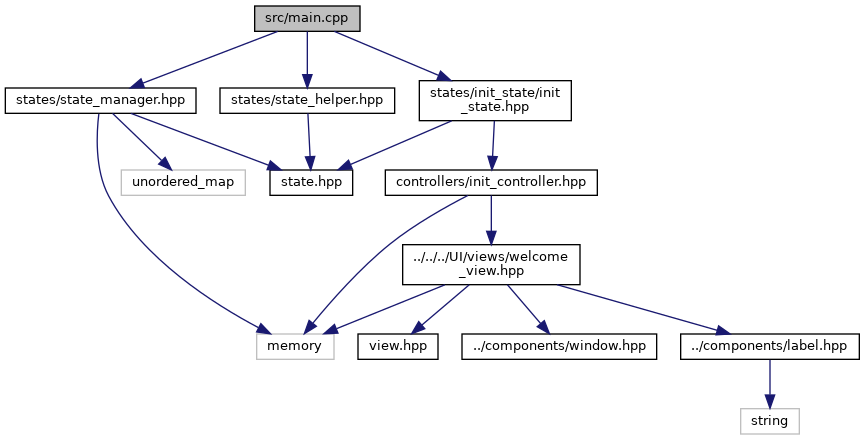 src/main.cpp
states/state_manager.hpp
states/state_helper.hpp
states/init_state/init
_state.hpp
unordered_map
state.hpp
controllers/init_controller.hpp
../../../UI/views/welcome
_view.hpp
memory
view.hpp
../components/window.hpp
../components/label.hpp
string